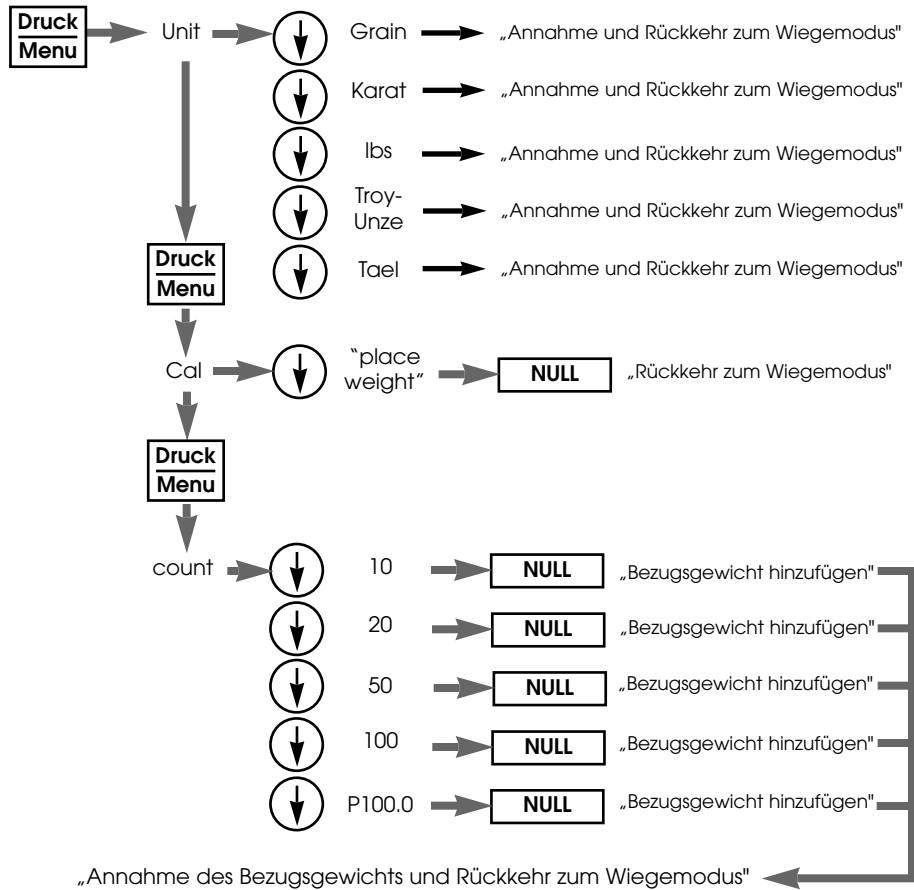 Druck
Menu
Unit
Grain
„Annahme und Rückkehr zum Wiegemodus"
Karat
„Annahme und Rückkehr zum Wiegemodus"
lbs
„Annahme und Rückkehr zum Wiegemodus"
Troy-
Unze
„Annahme und Rückkehr zum Wiegemodus"
Tael
„Annahme und Rückkehr zum Wiegemodus"
Druck
Menu
Cal
“place
weight”
NULL
„Rückkehr zum Wiegemodus"
Druck
Menu
count
10
NULL
„Bezugsgewicht hinzufügen"
20
NULL
„Bezugsgewicht hinzufügen"
50
NULL
„Bezugsgewicht hinzufügen"
100
NULL
„Bezugsgewicht hinzufügen"
P100.0
NULL
„Bezugsgewicht hinzufügen"
„Annahme des Bezugsgewichts und Rückkehr zum Wiegemodus"